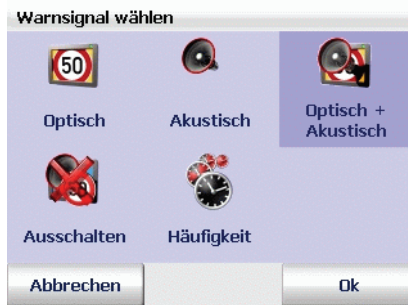 Warnsignal wählen
50
Optisch
Akustisch
Optisch +
Akustisch
Ausschalten
Häufigkeit
Abbrechen
Ok